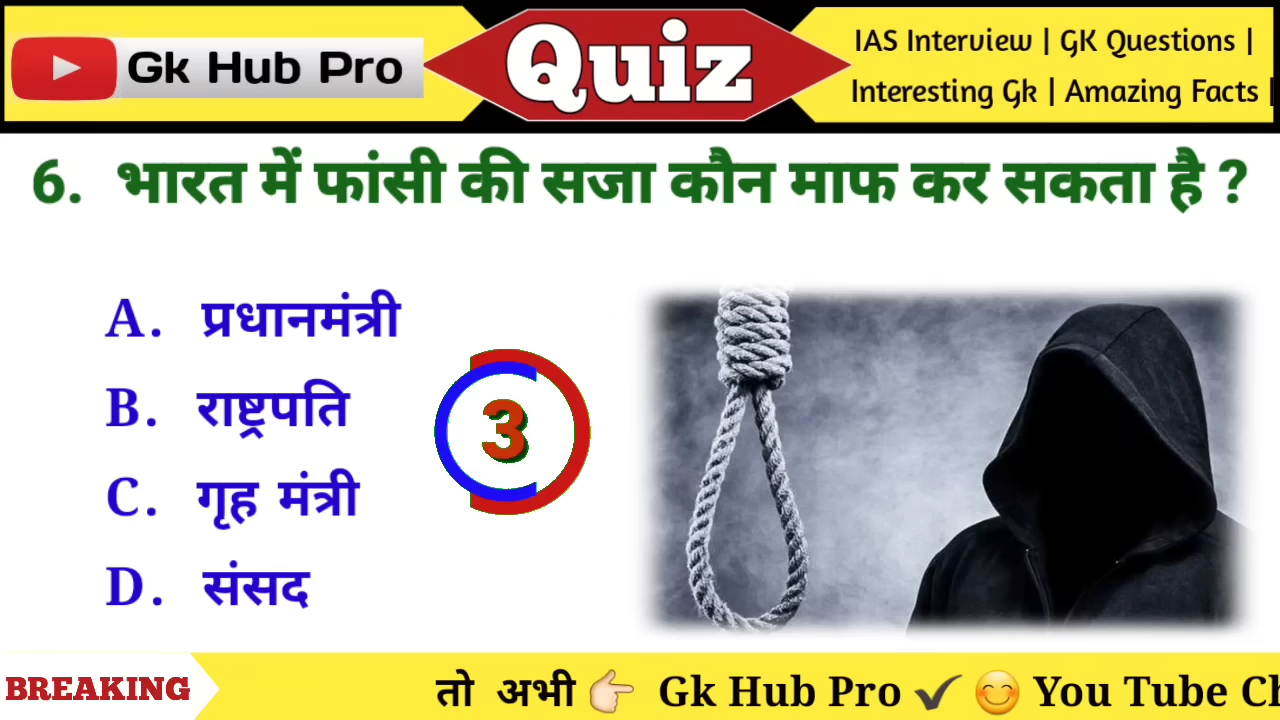 Gk Hub Pro
Quiz
IAS Interview | GK Questions |
Interesting Gk | Amazing Facts |
6. भारत में फांसी की सजा कौन माफ कर सकता है ?
A. प्रधानमंत्री
B. राष्ट्रपति
3
C. गृह मंत्री
D. संसद
BREAKING
तो अभी 👉 Gk Hub Pro ✔ 😊 You Tube Ch